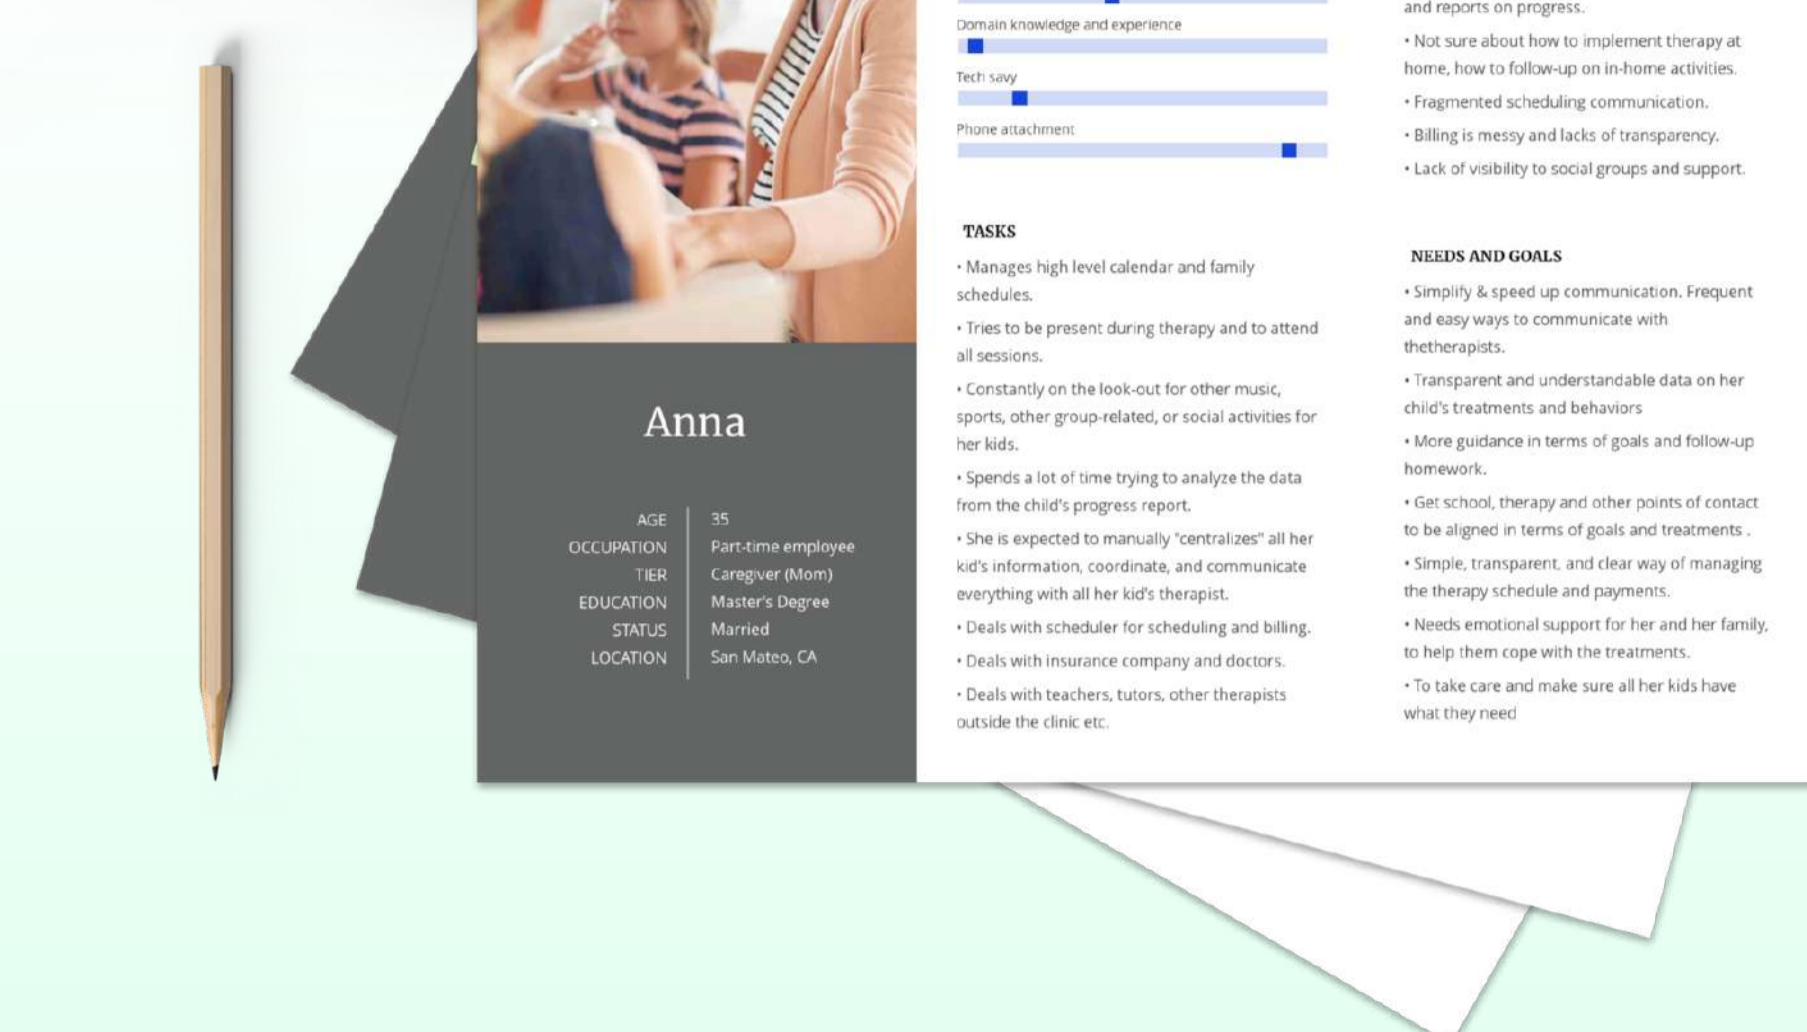 Anna
AGE 35
OCCUPATION Part-time employee
TIER Caregiver (Mom)
EDUCATION Master's Degree
STATUS Married
LOCATION San Mateo, CA
Domain knowledge and experience
Tech savy
Phone attachment
TASKS
• Manages high level calendar and family
schedules.
• Tries to be present during therapy and to attend
all sessions.
• Constantly on the look-out for other music,
sports, other group-related, or social activities for
her kids.
• Spends a lot of time trying to analyze the data
from the child's progress report.
• She is expected to manually "centralizes" all her
kid's information, coordinate, and communicate
everything with all her kid's therapist.
• Deals with scheduler for scheduling and billing.
• Deals with insurance company and doctors.
• Deals with teachers, tutors, other therapists
outside the clinic etc.
and reports on progress.
• Not sure about how to implement therapy at
home, how to follow-up on in-home activities.
• Fragmented scheduling communication.
• Billing is messy and lacks of transparency.
• Lack of visibility to social groups and support.
NEEDS AND GOALS
• Simplify & speed up communication. Frequent
and easy ways to communicate with
thetherapists.
• Transparent and understandable data on her
child's treatments and behaviors
• More guidance in terms of goals and follow-up
homework.
• Get school, therapy and other points of contact
to be aligned in terms of goals and treatments .
• Simple, transparent, and clear way of managing
the therapy schedule and payments.
• Needs emotional support for her and her family,
to help them cope with the treatments.
• To take care and make sure all her kids have
what they need